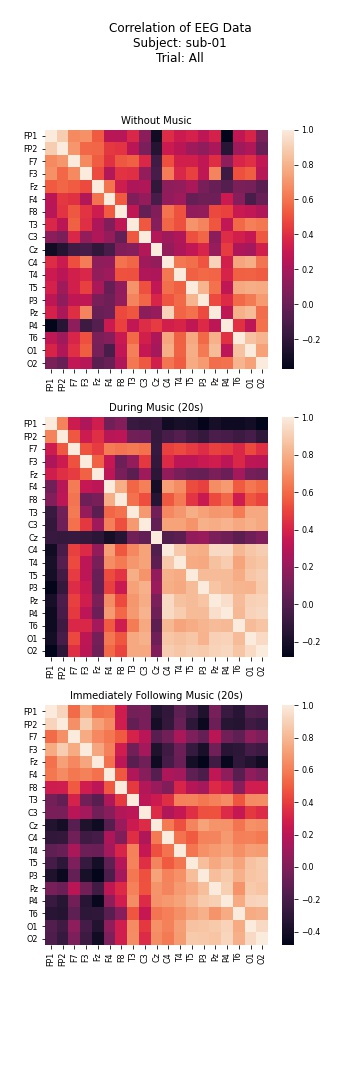 Correlation of EEG Data
Subject: sub-01
Trial: All
Without Music
FP1
FP2
F7
F3
Fz
F4
F8
T3
C3
Cz
C4
T4
T5
P3
Pz
P4
T6
O1
O2
FP1 FP2 F7 F3 Fz F4 F8 T3 C3 Cz C4 T4 T5 P3 Pz P4 T6 O1 O2
1.0
0.8
0.6
0.4
0.2
0.0
−0.2
During Music (20s)
FP1
FP2
F7
F3
Fz
F4
F8
T3
C3
Cz
C4
T4
T5
P3
Pz
P4
T6
O1
O2
FP1 FP2 F7 F3 Fz F4 F8 T3 C3 Cz C4 T4 T5 P3 Pz P4 T6 O1 O2
1.0
0.8
0.6
0.4
0.2
0.0
−0.2
Immediately Following Music (20s)
FP1
FP2
F7
F3
Fz
F4
F8
T3
C3
Cz
C4
T4
T5
P3
Pz
P4
T6
O1
O2
FP1 FP2 F7 F3 Fz F4 F8 T3 C3 Cz C4 T4 T5 P3 Pz P4 T6 O1 O2
1.0
0.8
0.6
0.4
0.2
0.0
−0.2
−0.4